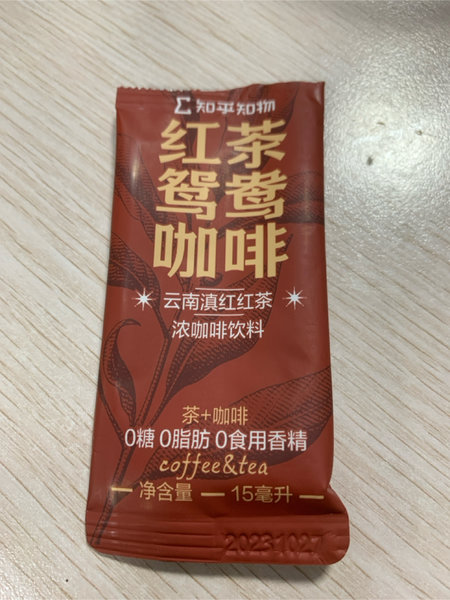 知乎知物
红茶
鸳鸯
咖啡
云南滇红红茶
浓咖啡饮料
茶+咖啡
0糖 0脂肪 0食用香精
coffee&tea
净含量 15毫升
20231027